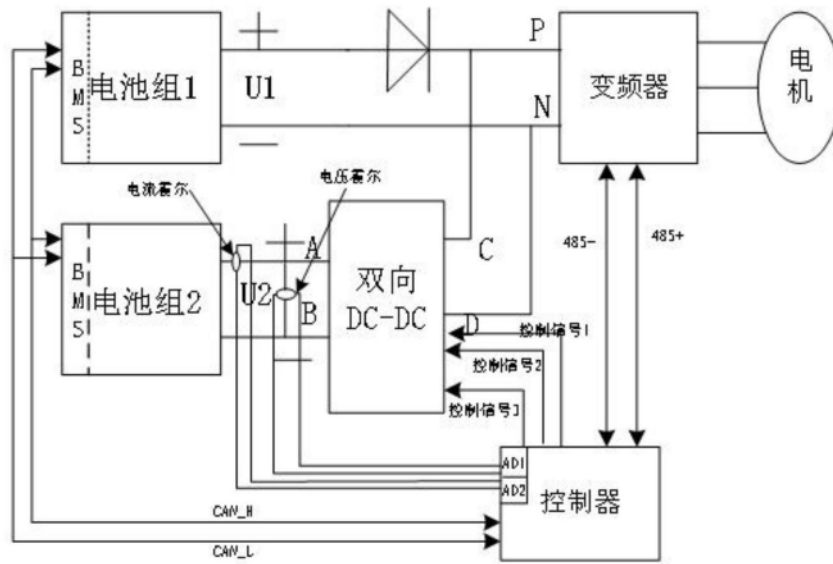 BMS
电池组1
U1
P
N
变频器
电机
电流霍尔
电压霍尔
485-
485+
BMS
电池组2
U2
A
B
双向
DC-DC
C
D
控制信号1
控制信号2
控制信号3
AD1
AD2
控制器
CAN_H
CAN_L